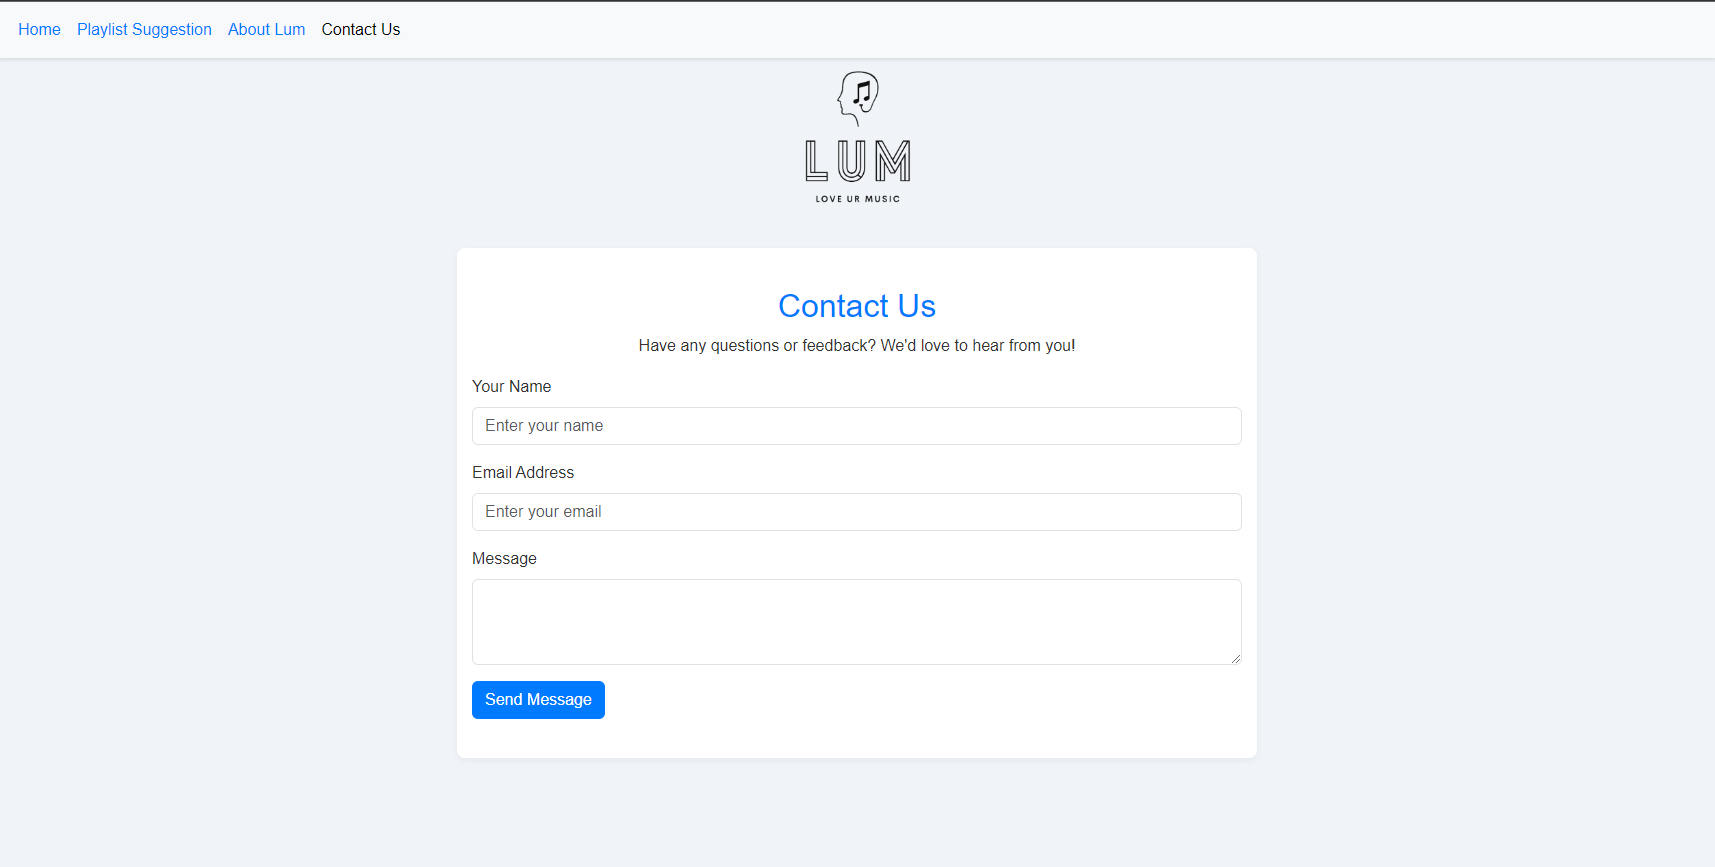 Home Playlist Suggestion About Lum Contact Us
LUM
LOVE UR MUSIC
Contact Us
Have any questions or feedback? We'd love to hear from you!
Your Name
Enter your name
Email Address
Enter your email
Message
Send Message